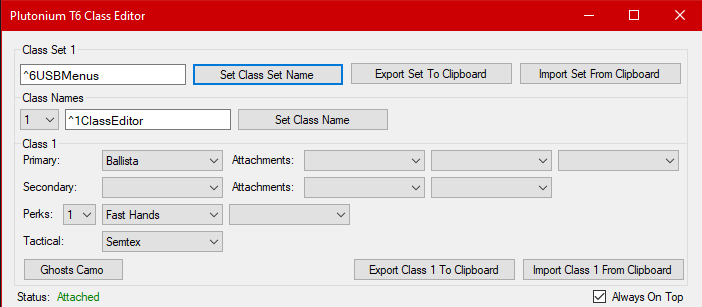 Plutonium T6 Class Editor
Class Set 1
^6USBMenus Set Class Set Name Export Set To Clipboard Import Set From Clipboard
Class Names
1 ^1ClassEditor Set Class Name
Class 1
Primary: Ballista Attachments:
Secondary: Attachments:
Perks: 1 Fast Hands
Tactical: Semtex
Ghosts Camo Export Class 1 To Clipboard Import Class 1 From Clipboard
Status: Attached Always On Top